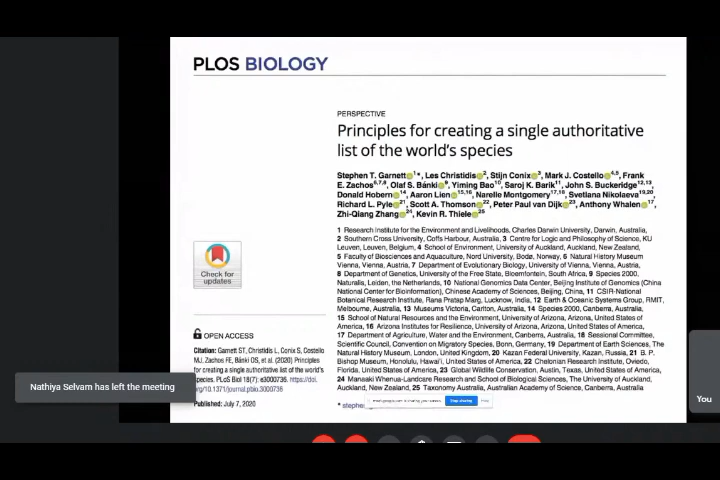 PLOS BIOLOGY
PERSPECTIVE
Principles for creating a single authoritative
list of the world's species
Stephen T. Garnett 1*, Les Christidis 2, Stijn Conix 3, Mark J. Costello 4,5, Frank
E. Zachos 6,7,8, Olaf S. Bánki 9, Yiming Bao 10, Saroj K. Barik 11, John S. Buckeridge 12,13,
Donald Hobern 14, Aaron Lien 15,16, Narelle Montgomery 17,18, Svetlana Nikolaeva 19,20,
Richard L. Pyle 21, Scott A. Thomson 22, Peter Paul van Dijk 23, Anthony Whalen 17,
Zhi-Qiang Zhang 24, Kevin R. Thiele 25
1 Research Institute for the Environment and Livelihoods, Charles Darwin University, Darwin, Australia,
2 Southern Cross University, Coffs Harbour, Australia, 3 Centre for Logic and Philosophy of Science, KU
Leuven, Leuven, Belgium, 4 School of Environment, University of Auckland, Auckland, New Zealand,
5 Faculty of Biosciences and Aquaculture, Nord University, Bodø, Norway, 6 Natural History Museum
Vienna, Vienna, Austria, 7 Department of Evolutionary Biology, University of Vienna, Vienna, Austria,
8 Department of Genetics, University of the Free State, Bloemfontein, South Africa, 9 Species 2000,
Naturalis, Leiden, the Netherlands, 10 National Genomics Data Center, Beijing Institute of Genomics (China
National Center for Bioinformation), Chinese Academy of Sciences, Beijing, China, 11 CSIR-National
Botanical Research Institute, Rana Pratap Marg, Lucknow, India, 12 Earth & Oceanic Systems Group, RMIT,
Melbourne, Australia, 13 Museums Victoria, Carlton, Australia, 14 Species 2000, Canberra, Australia,
15 School of Natural Resources and the Environment, University of Arizona, Arizona, United States of
America, 16 Arizona Institutes for Resilience, University of Arizona, Arizona, United States of America,
17 Department of Agriculture, Water and the Environment, Canberra, Australia, 18 Sessional Committee,
Scientific Council, Convention on Migratory Species, Bonn, Germany, 19 Department of Earth Sciences, The
Natural History Museum, London, United Kingdom, 20 Kazan Federal University, Kazan, Russia, 21 B. P.
Bishop Museum, Honolulu, Hawai'i, United States of America, 22 Chelonian Research Institute, Oviedo,
Florida, United States of America, 23 Global Wildlife Conservation, Austin, Texas, United States of America,
24 Manaaki Whenua-Landcare Research and School of Biological Sciences, The University of Auckland,
Auckland, New Zealand, 25 Taxonomy Australia, Australian Academy of Science, Canberra, Australia
* stephe
Check for
updates
OPEN ACCESS
Citation: Garnett ST, Christidis L, Conix S, Costello
MJ, Zachos FE, Bánki OS, et al. (2020) Principles
for creating a single authoritative list of the world's
species. PLoS Biol 18(7): e3000736. https://doi.
org/10.1371/journal.pbio.3000736
Published: July 7, 2020
Nathiya Selvam has left the meeting
Stop sharing
Hide
You